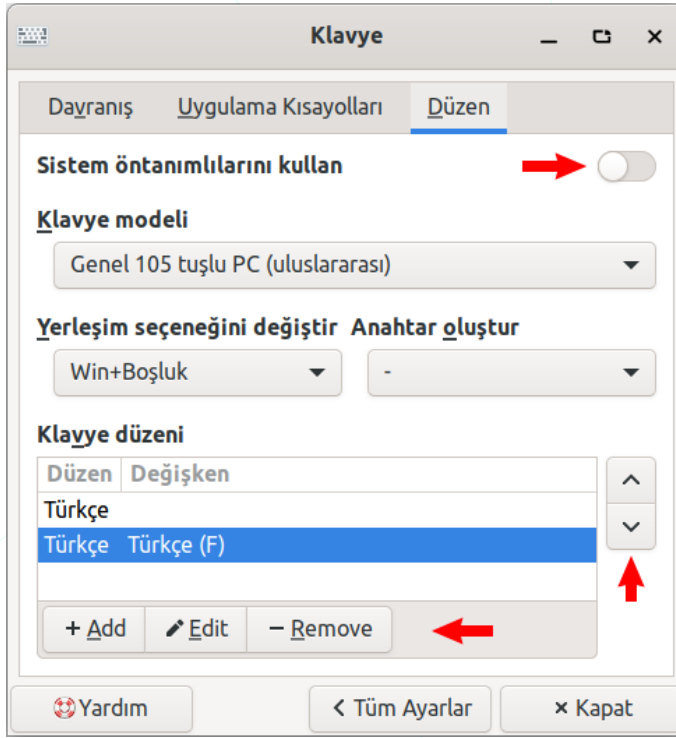 Klavye
Davranış Uygulama Kısayolları Düzen
Sistem öntanımlılarını kullan
Klavye modeli
Genel 105 tuşlu PC (uluslararası)
Yerleşim seçeneğini değiştir Anahtar oluştur
Win+Boşluk -
Klavye düzeni
Düzen Değişken
Türkçe
Türkçe Türkçe (F)
+ Add Edit − Remove
Yardım < Tüm Ayarlar × Kapat